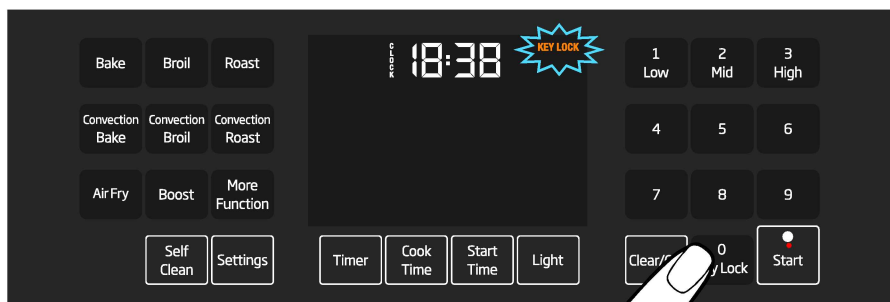 Bake
Broil
Roast
CLOCK
18:38
KEY LOCK
1
Low
2
Mid
3
High
Convection
Bake
Convection
Broil
Convection
Roast
4
5
6
Air Fry
Boost
More
Function
7
8
9
Self
Clean
Settings
Timer
Cook
Time
Start
Time
Light
0
Lock
Start